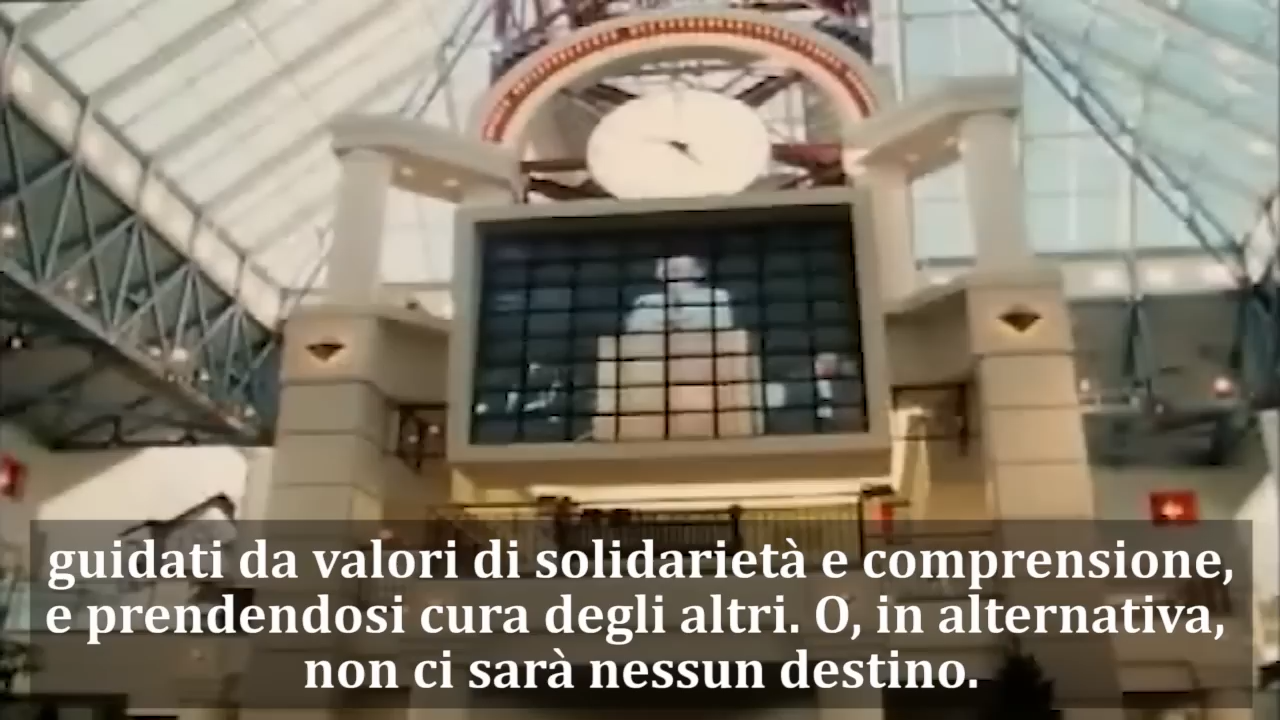 guidati da valori di solidarietà e comprensione,
e prendendosi cura degli altri. O, in alternativa,
non ci sarà nessun destino.